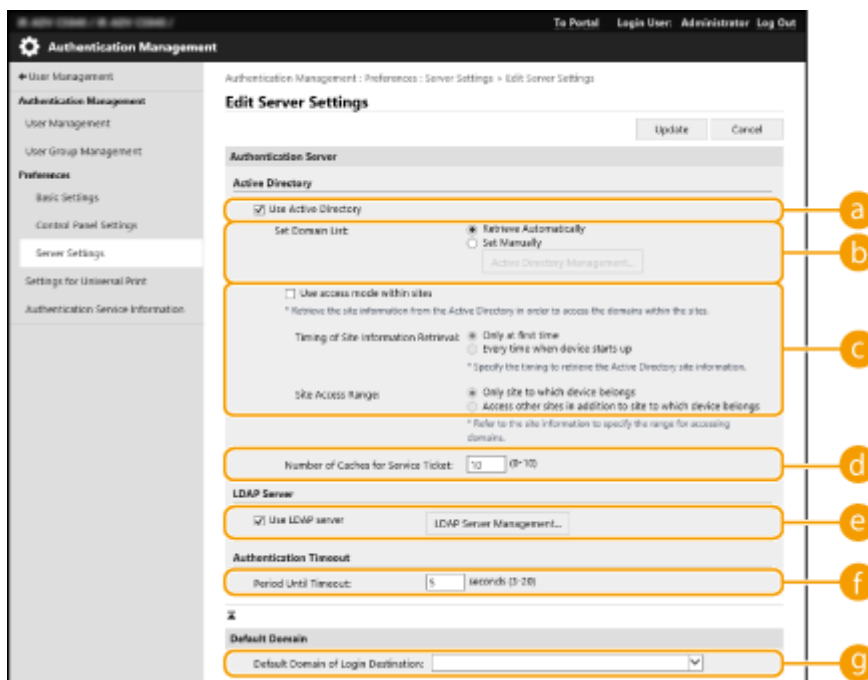 To Portal Login User: Administrator Log Out
Authentication Management
User Management
Authentication Management : Preferences : Server Settings > Edit Server Settings
Authentication Management
User Management
User Group Management
Preferences
Basic Settings
Control Panel Settings
Server Settings
Settings for Universal Print
Authentication Service Information
Edit Server Settings
Update Cancel
Authentication Server
Active Directory
Use Active Directory
a
Set Domain List:
Retrieve Automatically
Set Manually
Active Directory Management...
b
Use access mode within sites
* Retrieve the site information from the Active Directory in order to access the domains within the sites.
Timing of Site Information Retrieval:
Only at first time
Every time when device starts up
* Specify the timing to retrieve the Active Directory site information.
c
Site Access Range:
Only site to which device belongs
Access other sites in addition to site to which device belongs
* Refer to the site information to specify the range for accessing
domains.
Number of Caches for Service Ticket: 10 (0-10)
d
LDAP Server
Use LDAP server LDAP Server Management...
e
Authentication Timeout
Period Until Timeout: 5 seconds (3-20)
f
Default Domain
Default Domain of Login Destination:
g